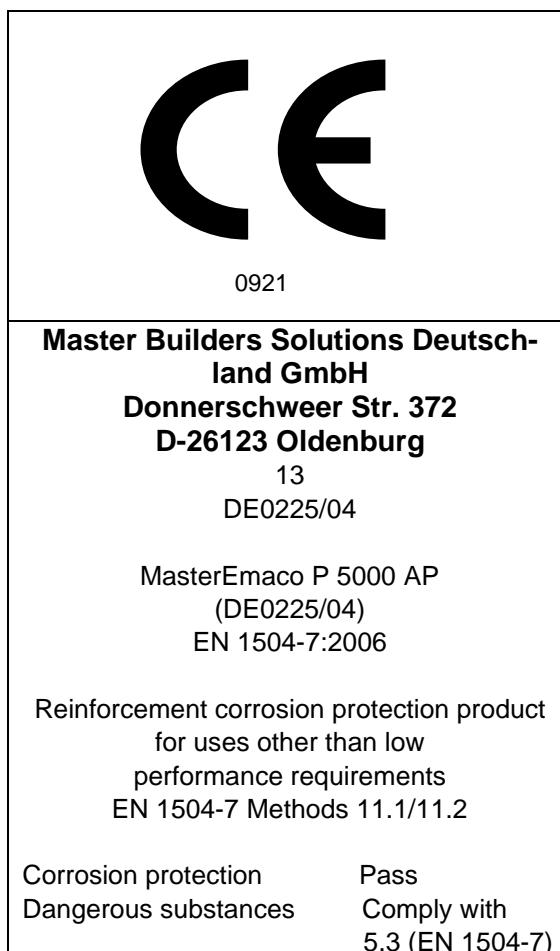 CE
0921
Master Builders Solutions Deutsch-
land GmbH
Donnerschweer Str. 372
D-26123 Oldenburg
13
DE0225/04
MasterEmaco P 5000 AP
(DE0225/04)
EN 1504-7:2006
Reinforcement corrosion protection product
for uses other than low
performance requirements
EN 1504-7 Methods 11.1/11.2
Corrosion protection Pass
Dangerous substances Comply with
5.3 (EN 1504-7)